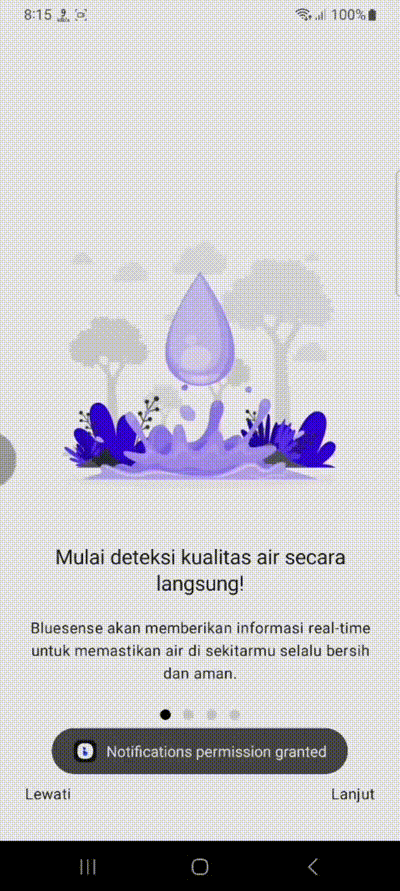 8:15
100%
Mulai deteksi kualitas air secara
langsung!
Bluesense akan memberikan informasi real-time
untuk memastikan air di sekitarmu selalu bersih
dan aman.
Notifications permission granted
Lewati
Lanjut